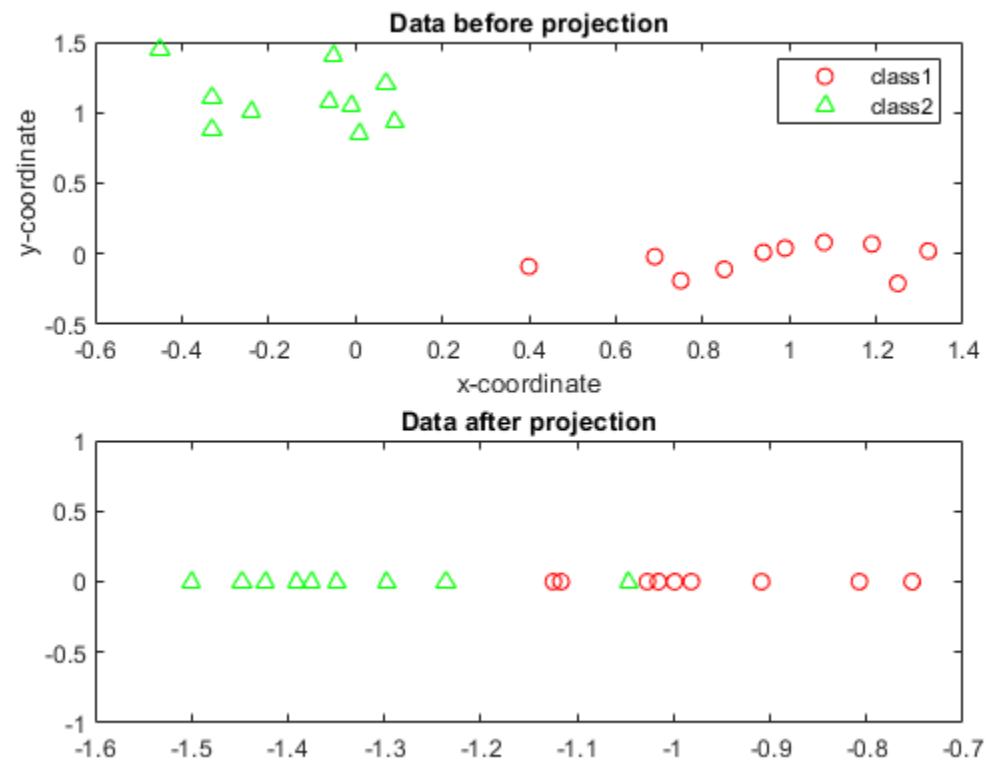 Data before projection
1.5
1
0.5
0
-0.5
y-coordinate
class1
class2
-0.6 -0.4 -0.2 0 0.2 0.4 0.6 0.8 1 1.2 1.4
x-coordinate
Data after projection
1
0.5
0
-0.5
-1
-1.6 -1.5 -1.4 -1.3 -1.2 -1.1 -1 -0.9 -0.8 -0.7